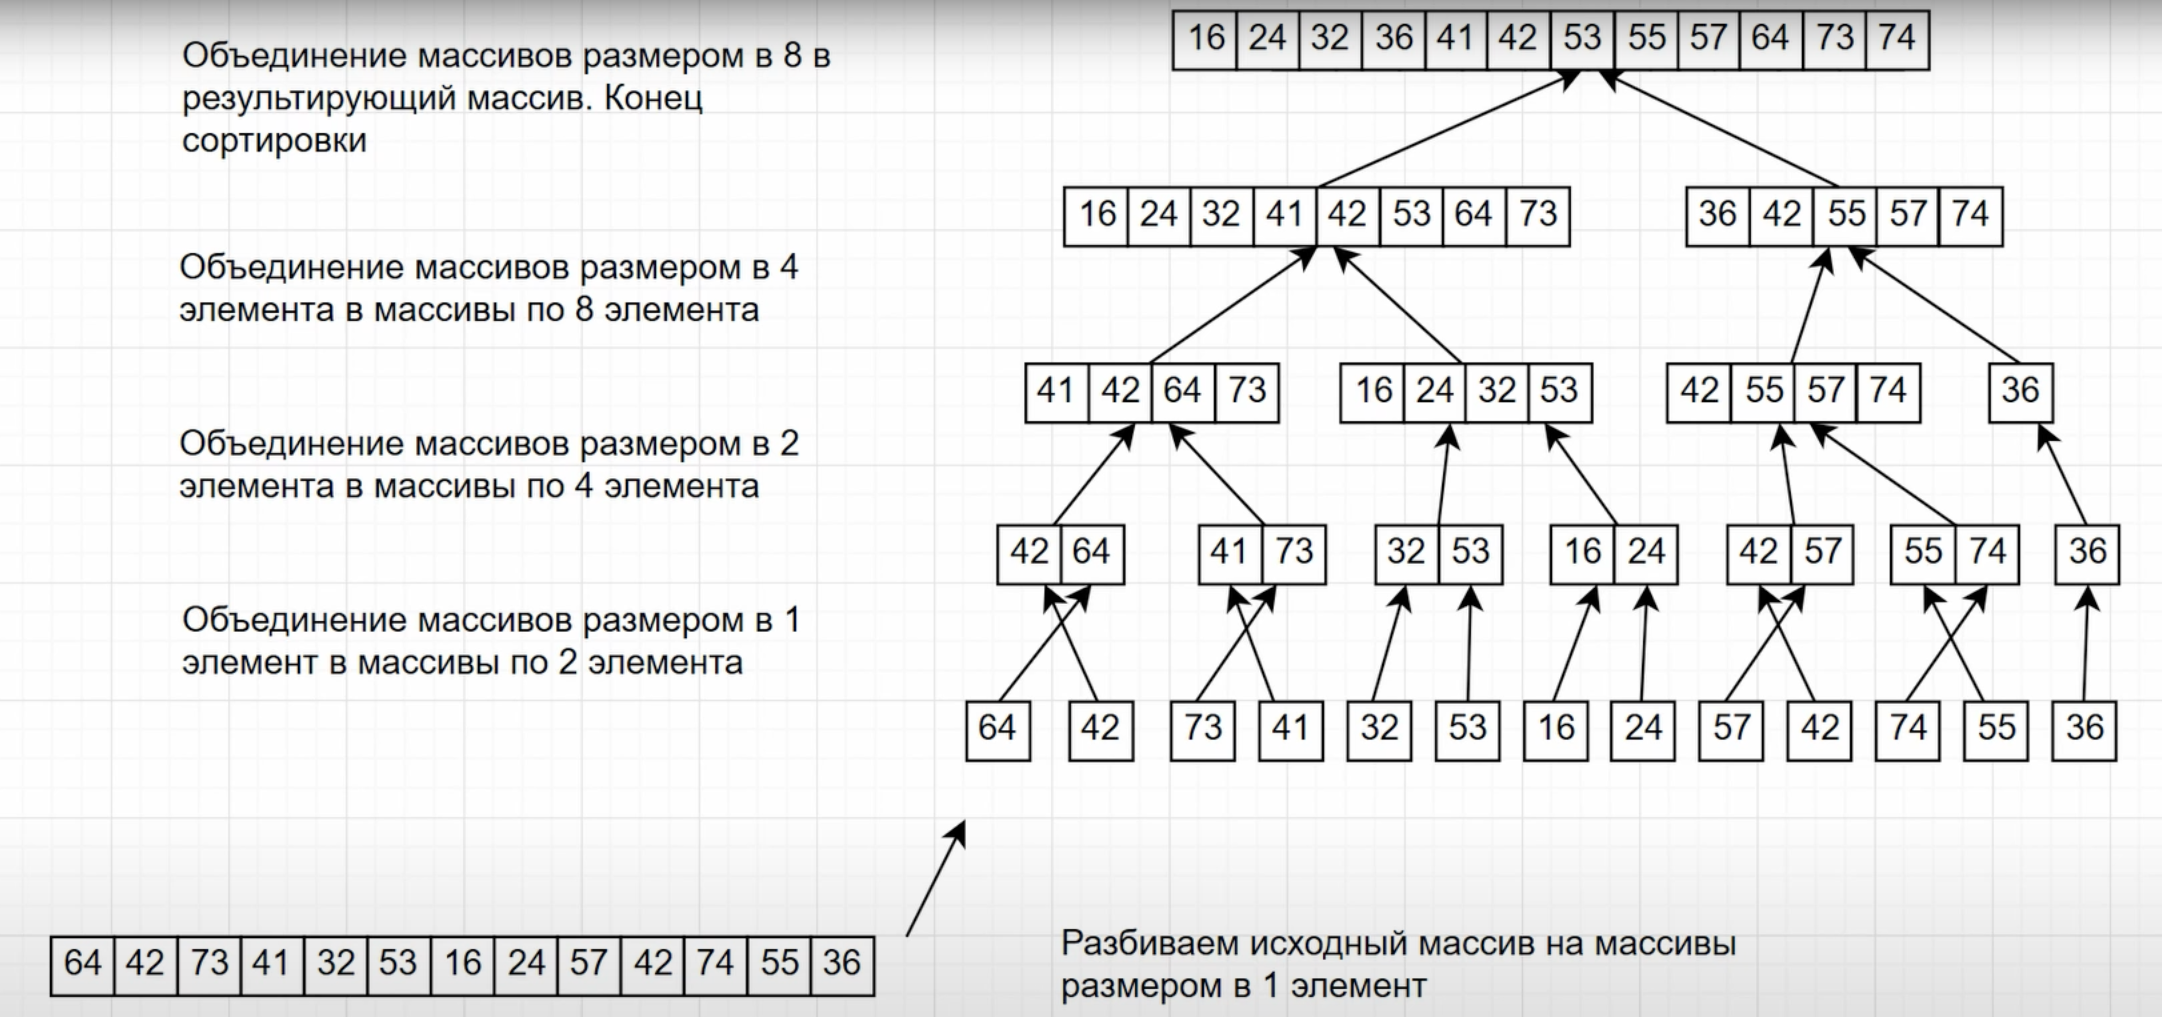 16 24 32 36 41 42 53 55 57 64 73 74
Объединение массивов размером в 8 в
результирующий массив. Конец
сортировки
16 24 32 41 42 53 64 73
36 42 55 57 74
Объединение массивов размером в 4
элемента в массивы по 8 элемента
41 42 64 73
16 24 32 53
42 55 57 74
36
Объединение массивов размером в 2
элемента в массивы по 4 элемента
42 64
41 73
32 53
16 24
42 57
55 74
36
Объединение массивов размером в 1
элемент в массивы по 2 элемента
64
42
73
41
32
53
16
24
57
42
74
55
36
64 42 73 41 32 53 16 24 57 42 74 55 36
Разбиваем исходный массив на массивы
размером в 1 элемент